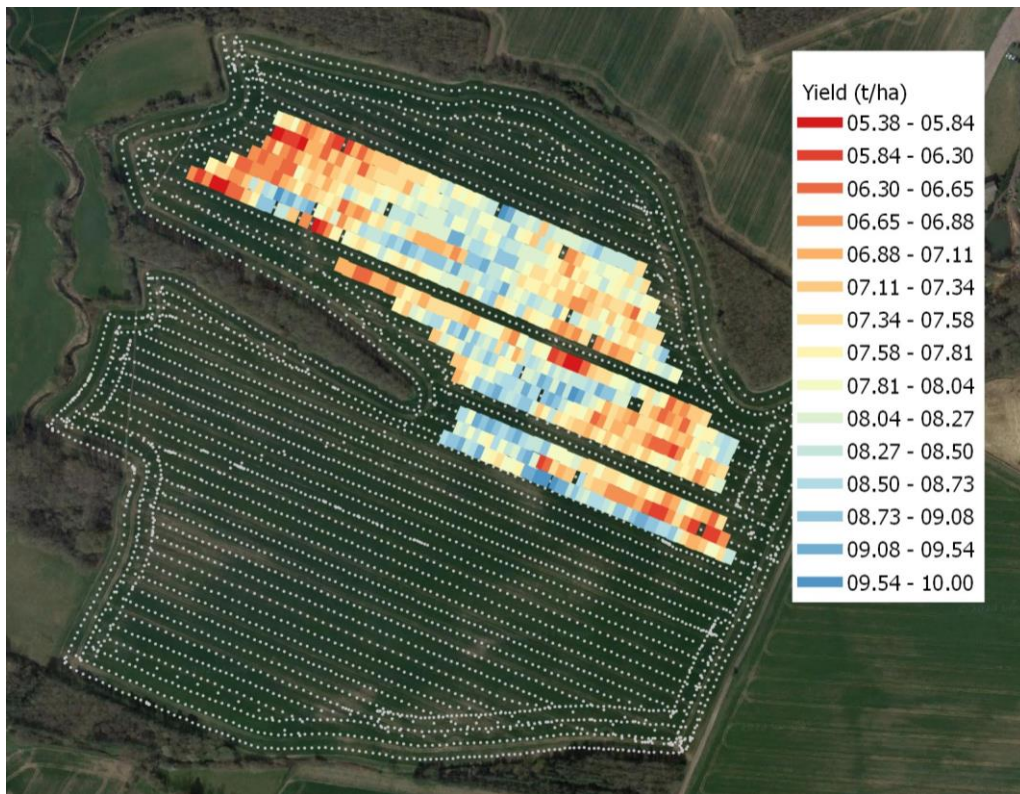 Yield (t/ha)
05.38 - 05.84
05.84 - 06.30
06.30 - 06.65
06.65 - 06.88
06.88 - 07.11
07.11 - 07.34
07.34 - 07.58
07.58 - 07.81
07.81 - 08.04
08.04 - 08.27
08.27 - 08.50
08.50 - 08.73
08.73 - 09.08
09.08 - 09.54
09.54 - 10.00